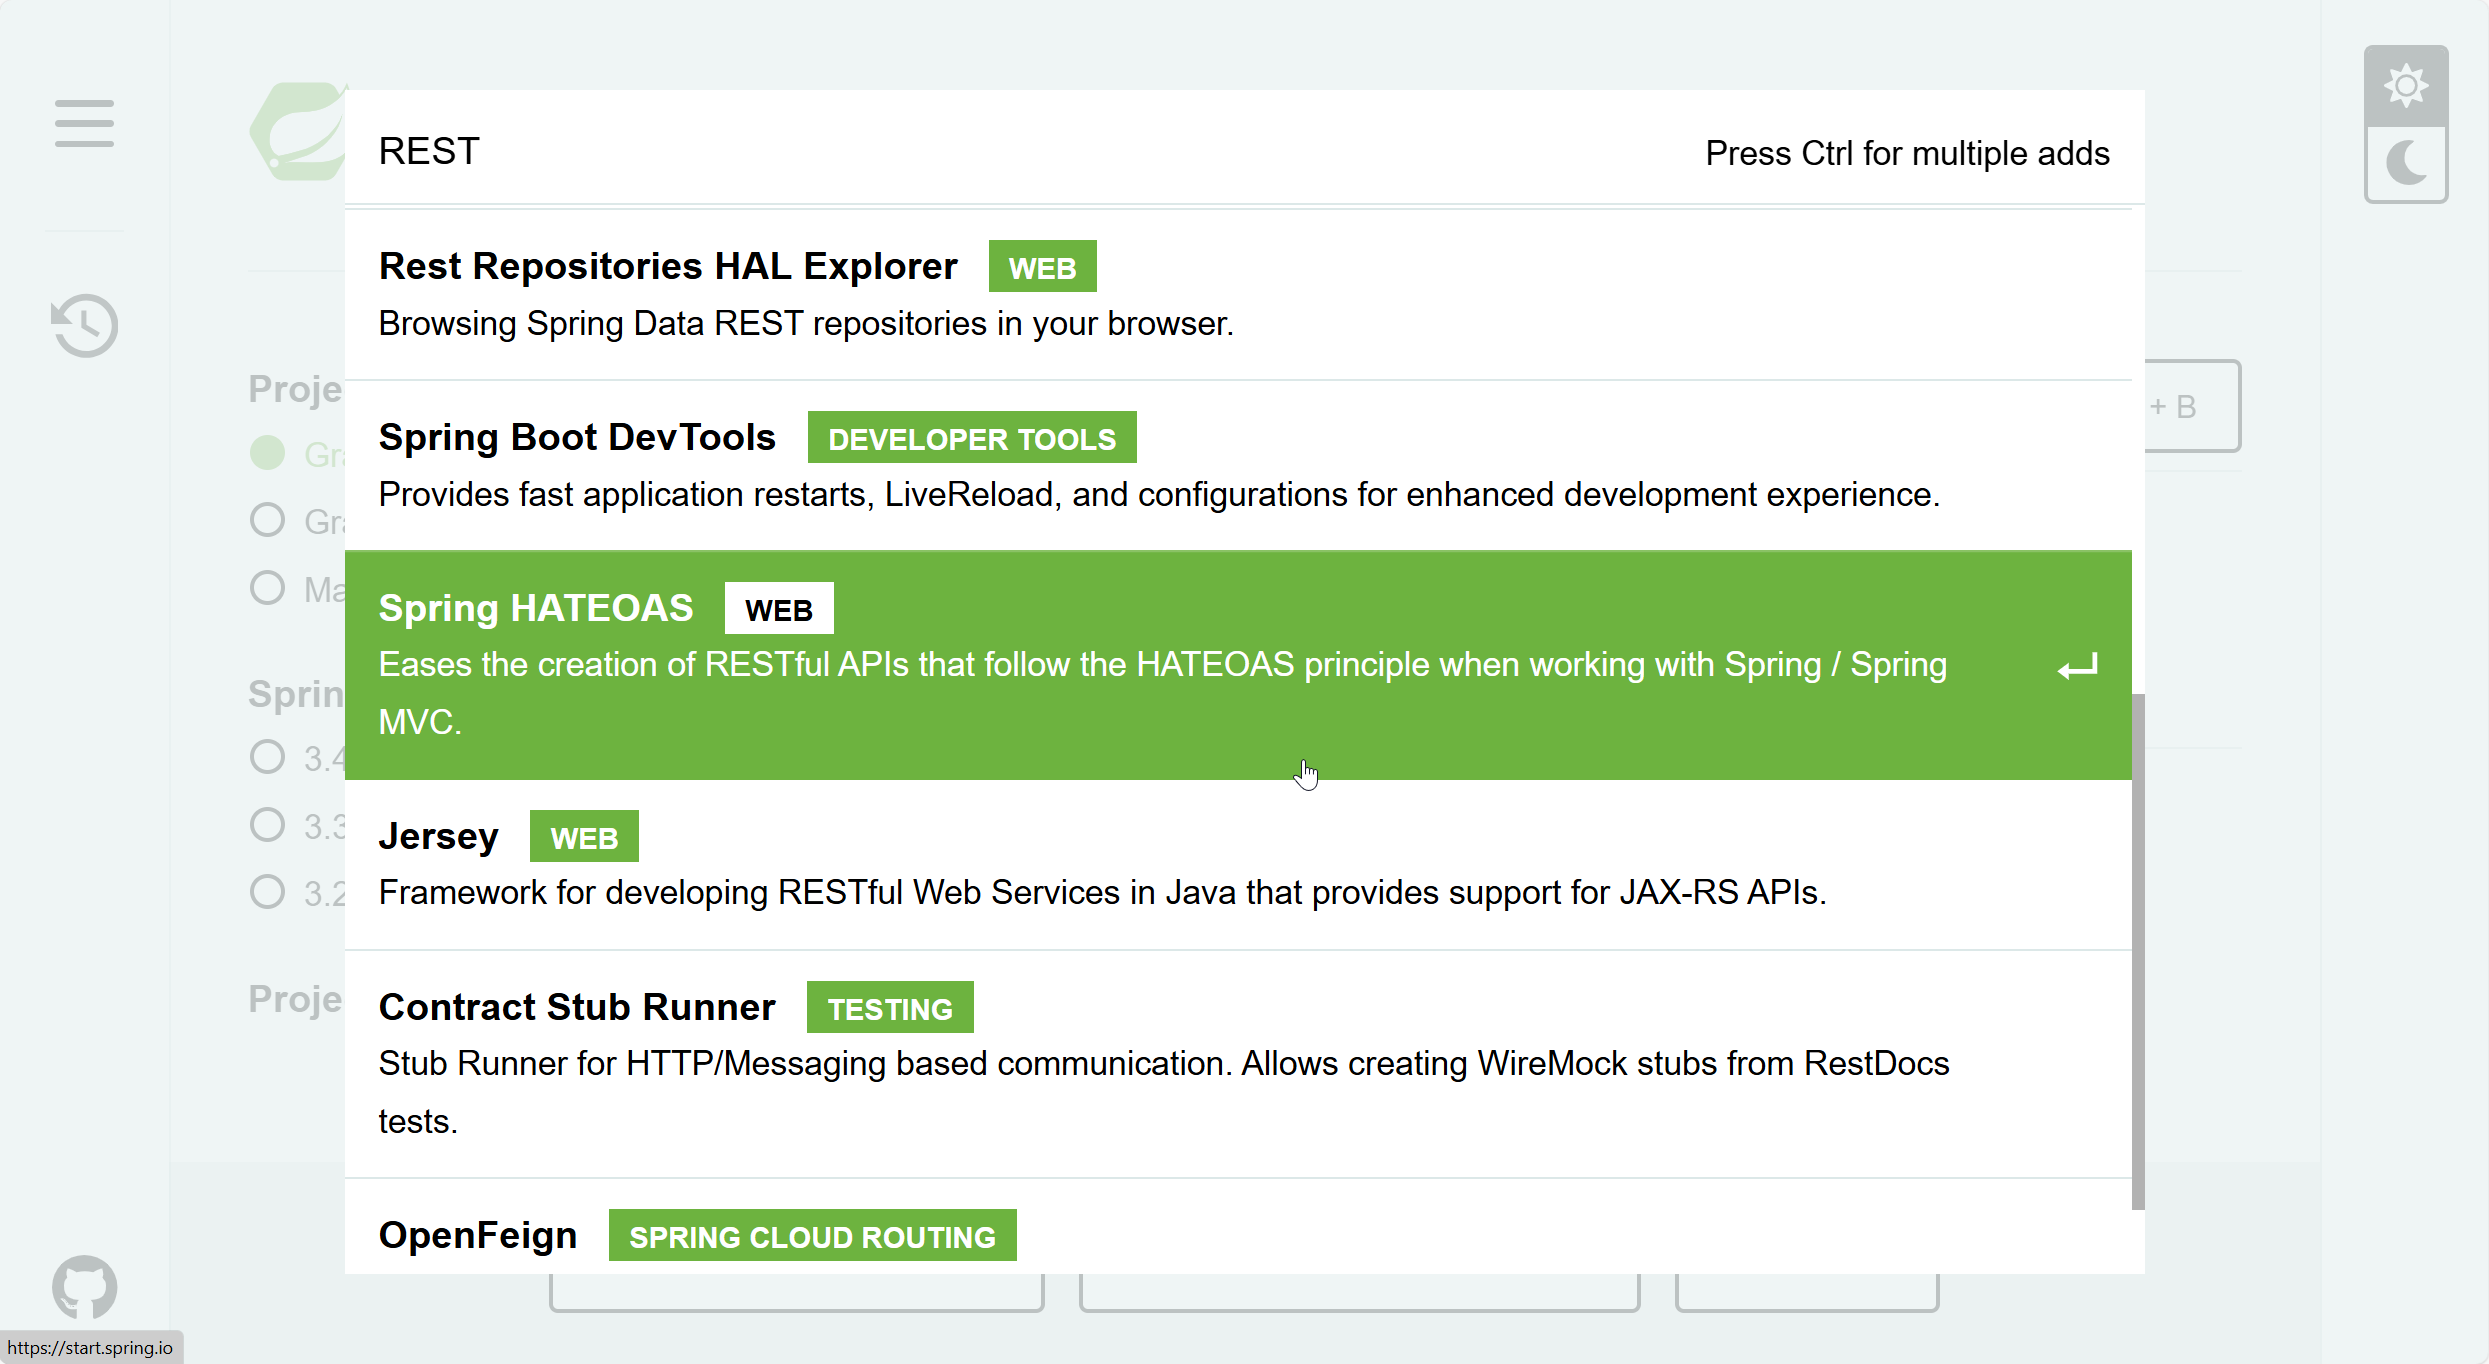 REST
Press Ctrl for multiple adds
Rest Repositories HAL Explorer WEB
Browsing Spring Data REST repositories in your browser.
Proje
+ B
Spring Boot DevTools DEVELOPER TOOLS
Gra
Provides fast application restarts, LiveReload, and configurations for enhanced development experience.
Gra
Ma
Spring HATEOAS WEB
Eases the creation of RESTful APIs that follow the HATEOAS principle when working with Spring / Spring
MVC.
Sprin
3.4
Jersey WEB
3.3
Framework for developing RESTful Web Services in Java that provides support for JAX-RS APIs.
3.2
Proje
Contract Stub Runner TESTING
Stub Runner for HTTP/Messaging based communication. Allows creating WireMock stubs from RestDocs
tests.
OpenFeign SPRING CLOUD ROUTING
https://start.spring.io